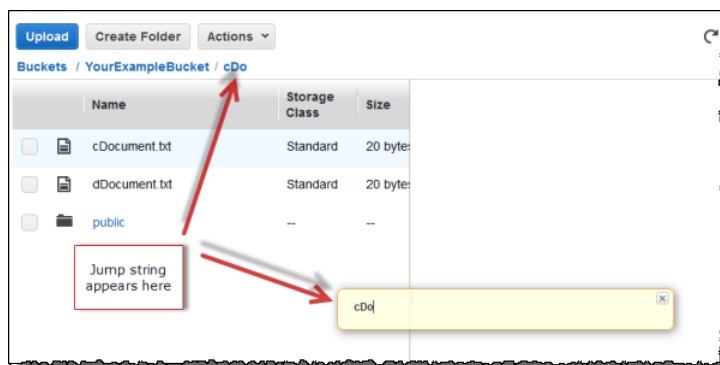 Upload Create Folder Actions
Buckets / YourExampleBucket / cDo
Name Storage Class Size
cDocument.txt Standard 20 bytes
dDocument.txt Standard 20 bytes
public -- --
Jump string
appears here
cDo